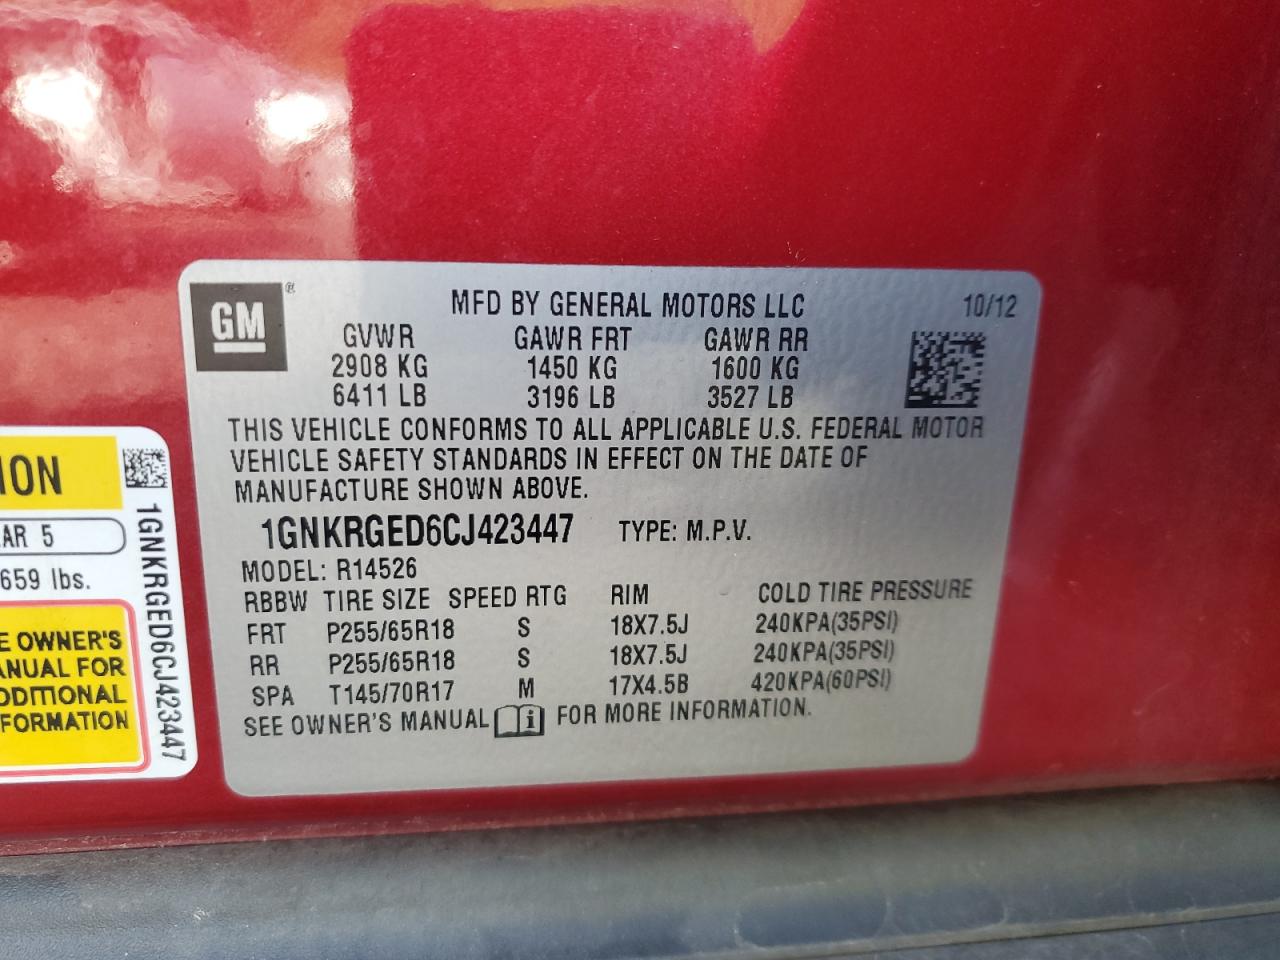 GM ®
MFD BY GENERAL MOTORS LLC 10/12
GVWR GAWR FRT GAWR RR
2908 KG 1450 KG 1600 KG
6411 LB 3196 LB 3527 LB
THIS VEHICLE CONFORMS TO ALL APPLICABLE U.S. FEDERAL MOTOR
VEHICLE SAFETY STANDARDS IN EFFECT ON THE DATE OF
MANUFACTURE SHOWN ABOVE.
1GNKRGED6CJ423447 TYPE: M.P.V.
MODEL: R14526
RBBW TIRE SIZE SPEED RTG RIM COLD TIRE PRESSURE
FRT P255/65R18 S 18X7.5J 240KPA(35PSI)
RR P255/65R18 S 18X7.5J 240KPA(35PSI)
SPA T145/70R17 M 17X4.5B 420KPA(60PSI)
SEE OWNER'S MANUAL i FOR MORE INFORMATION.
ION
AR 5
659 lbs.
E OWNER'S
ANUAL FOR
DDITIONAL
FORMATION
1GNKRGED6CJ423447